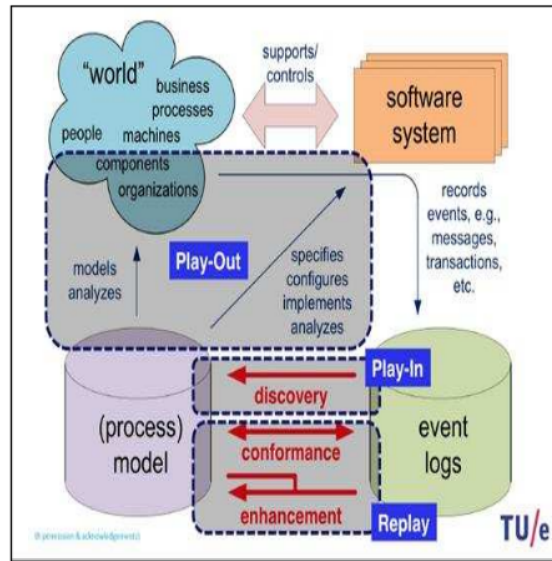 "world"
business
processes
people
machines
components
organizations
supports/
controls
software
system
records
events, e.g.,
messages,
transactions,
etc.
models
analyzes
Play-Out
specifies
configures
implements
analyzes
Play-In
discovery
(process)
model
event
logs
conformance
enhancement
Replay
TU/e